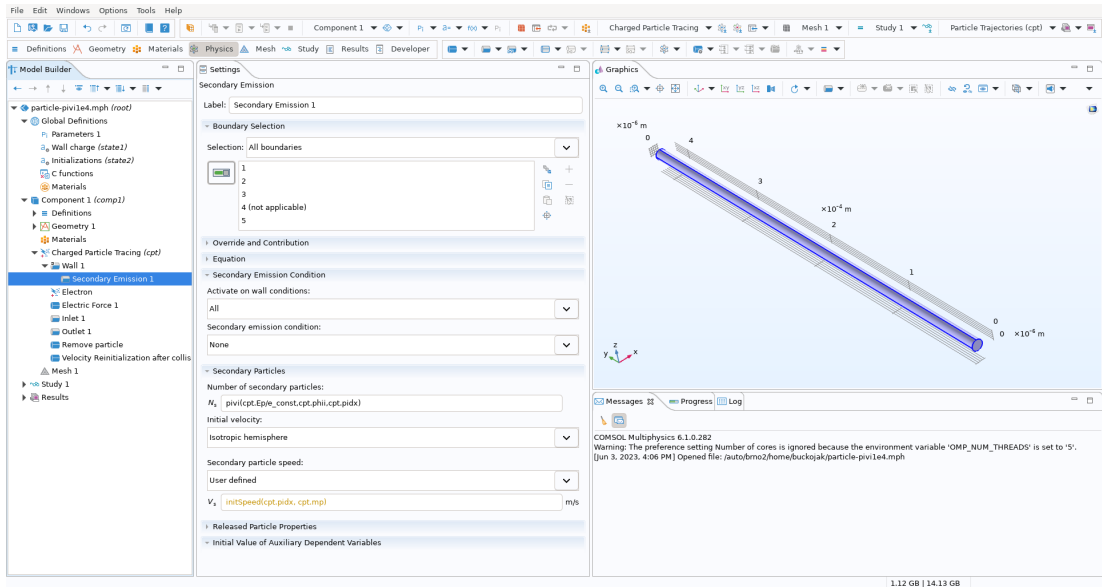 File Edit Windows Options Tools Help
Component 1 Pi a= f(x) Pi Charged Particle Tracing Mesh 1 = Study 1 Particle Trajectories (cpt)
Definitions Geometry Materials Physics Mesh Study Results Developer
Model Builder
particle-pivi1e4.mph (root)
Global Definitions
Pi Parameters 1
Wall charge (state1)
Initializations (state2)
C functions
Materials
Component 1 (comp1)
Definitions
Geometry 1
Materials
Charged Particle Tracing (cpt)
Wall 1
Secondary Emission 1
Electron
Electric Force 1
Inlet 1
Outlet 1
Remove particle
Velocity Reinitialization after collis
Mesh 1
Study 1
Results
Settings
Secondary Emission
Label: Secondary Emission 1
Boundary Selection
Selection: All boundaries
1
2
3
4 (not applicable)
5
Override and Contribution
Equation
Secondary Emission Condition
Activate on wall conditions:
All
Secondary emission condition:
None
Secondary Particles
Number of secondary particles:
Ns pivi(cpt.Ep/e_const,cpt.phii,cpt.pidx)
Initial velocity:
Isotropic hemisphere
Secondary particle speed:
User defined
Vs initSpeed(cpt.pidx, cpt.mp) m/s
Released Particle Properties
Initial Value of Auxiliary Dependent Variables
Graphics
×10⁻⁶ m
0
4
3
×10⁻⁴ m
2
1
0
0 ×10⁻⁶ m
z
y x
Messages Progress Log
COMSOL Multiphysics 6.1.0.282
Warning: The preference setting Number of cores is ignored because the environment variable 'OMP_NUM_THREADS' is set to '5'.
[Jun 3, 2023, 4:06 PM] Opened file: /auto/brno2/home/buckojak/particle-pivi1e4.mph
1.12 GB | 14.13 GB